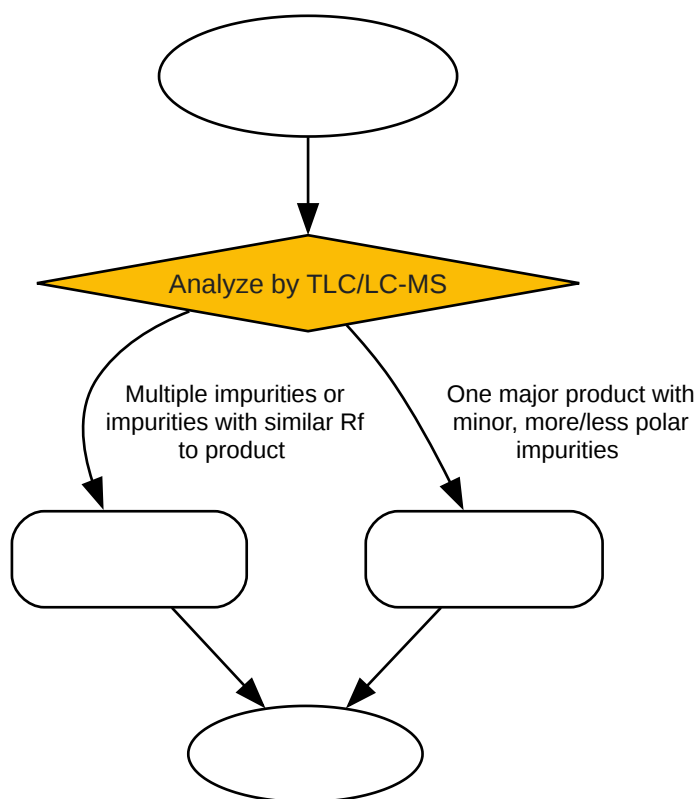 Analyze by TLC/LC-MS
Multiple impurities or
impurities with similar Rf
to product
One major product with
minor, more/less polar
impurities